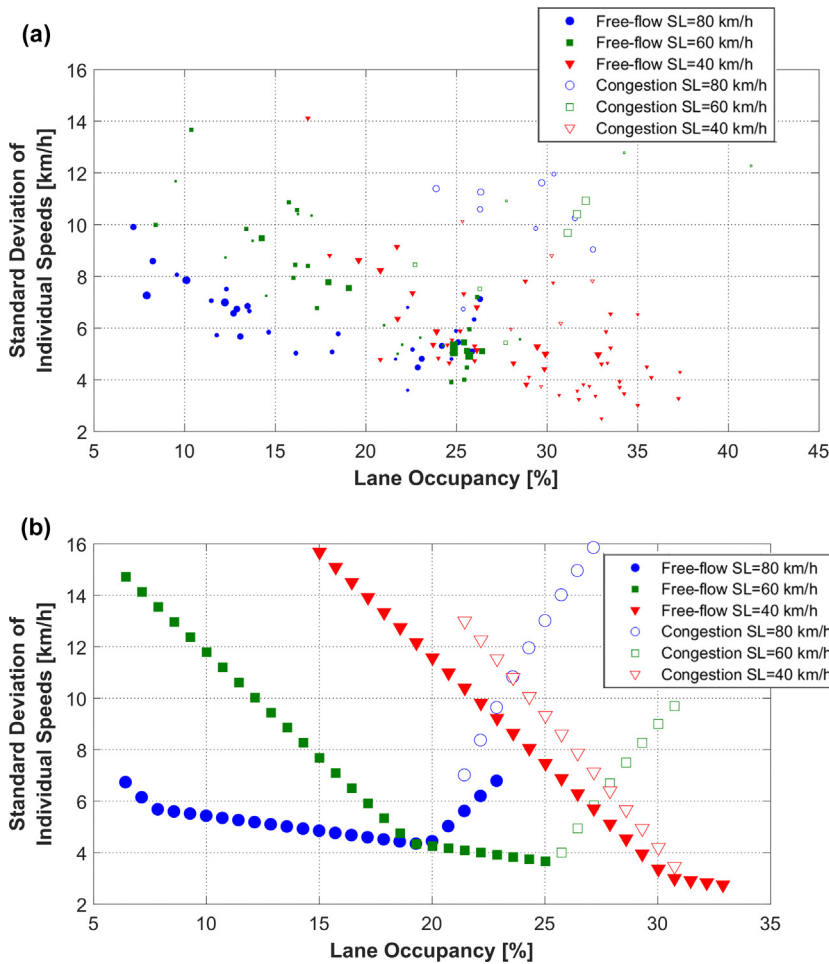 (a)
Free-flow SL=80 km/h
Free-flow SL=60 km/h
Free-flow SL=40 km/h
Congestion SL=80 km/h
Congestion SL=60 km/h
Congestion SL=40 km/h
Standard Deviation of
Individual Speeds [km/h]
16
14
12
10
8
6
4
2
5 10 15 20 25 30 35 40 45
Lane Occupancy [%]
(b)
Free-flow SL=80 km/h
Free-flow SL=60 km/h
Free-flow SL=40 km/h
Congestion SL=80 km/h
Congestion SL=60 km/h
Congestion SL=40 km/h
Standard Deviation of
Individual Speeds [km/h]
16
14
12
10
8
6
4
2
5 10 15 20 25 30 35
Lane Occupancy [%]